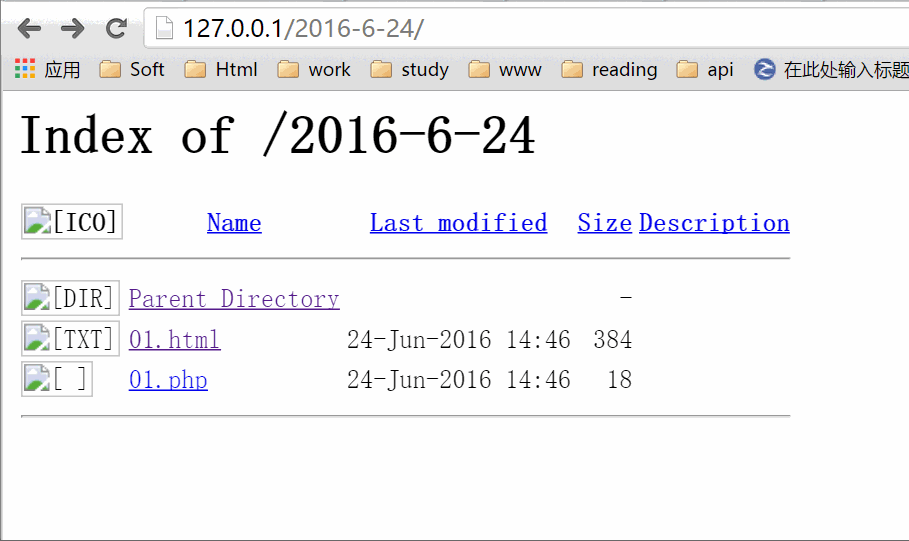 127.0.0.1/2016-6-24/
应用 Soft Html work study www reading api 在此处输入标题
Index of /2016-6-24
[ICO] Name Last modified Size Description
[DIR] Parent Directory -
[TXT] 01.html 24-Jun-2016 14:46 384
[ ] 01.php 24-Jun-2016 14:46 18